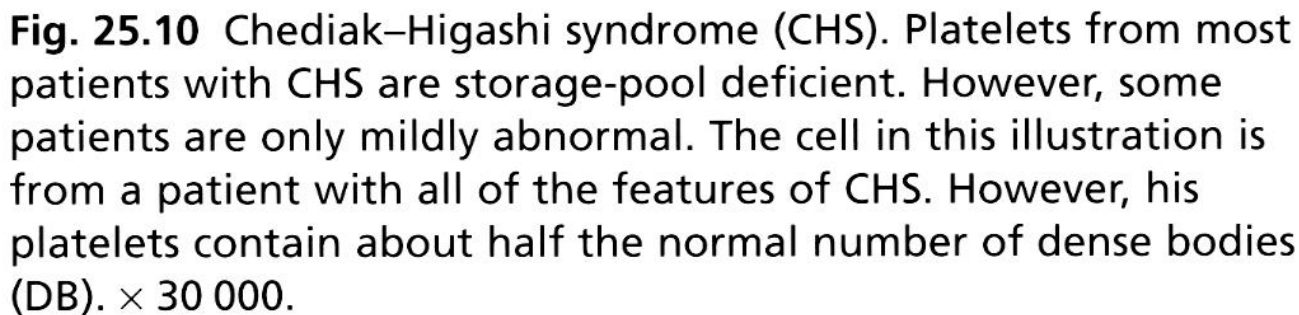 Fig. 25.10 Chediak–Higashi syndrome (CHS). Platelets from most
patients with CHS are storage-pool deficient. However, some
patients are only mildly abnormal. The cell in this illustration is
from a patient with all of the features of CHS. However, his
platelets contain about half the normal number of dense bodies
(DB). × 30 000.